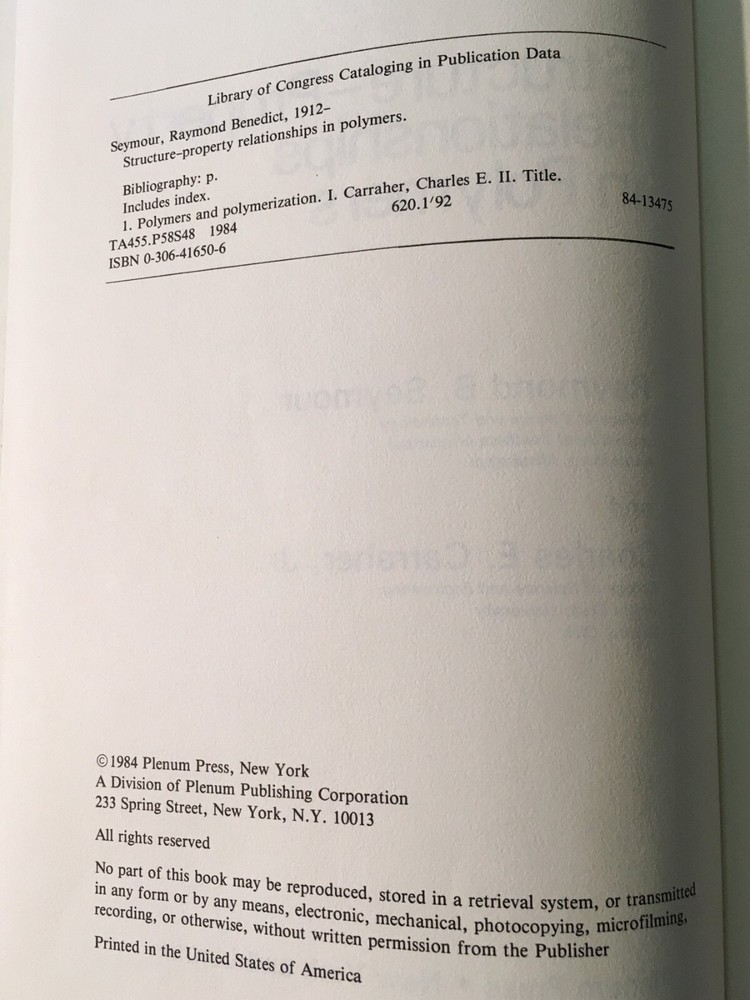 Library of Congress Cataloging in Publication Data
Seymour, Raymond Benedict, 1912–
Structure–property relationships in polymers.
Bibliography: p.
Includes index.
1. Polymers and polymerization. I. Carraher, Charles E. II. Title.
TA455.P58S48 1984 620.1′92 84-13475
ISBN 0-306-41650-6
©1984 Plenum Press, New York
A Division of Plenum Publishing Corporation
233 Spring Street, New York, N.Y. 10013
All rights reserved
No part of this book may be reproduced, stored in a retrieval system, or transmitted
in any form or by any means, electronic, mechanical, photocopying, microfilming,
recording, or otherwise, without written permission from the Publisher
Printed in the United States of America